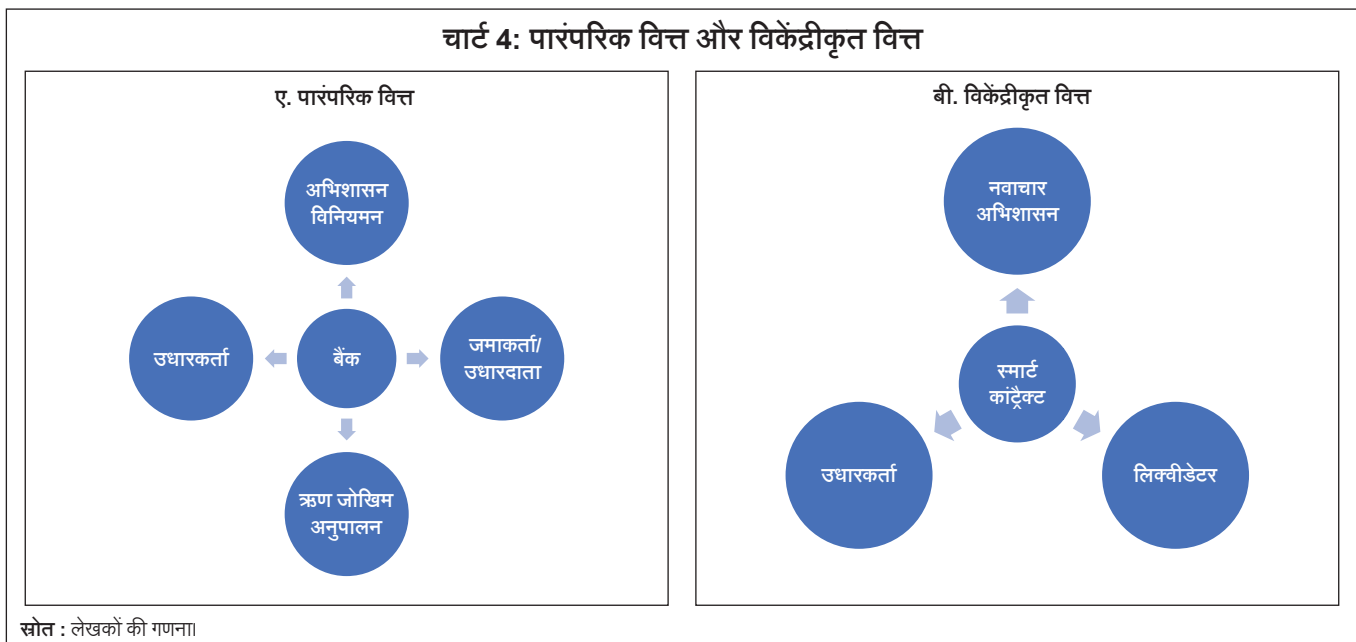 चार्ट 4: पारंपरिक वित्त और विकेंद्रीकृत वित्त
ए. पारंपरिक वित्त
अभिशासन
विनियमन
उधारकर्ता
बैंक
जमाकर्ता/
उधारदाता
ऋण जोखिम
अनुपालन
बी. विकेंद्रीकृत वित्त
नवाचार
अभिशासन
स्मार्ट
कांट्रैक्ट
उधारकर्ता
लिक्वीडेटर
स्रोत : लेखकों की गणना।